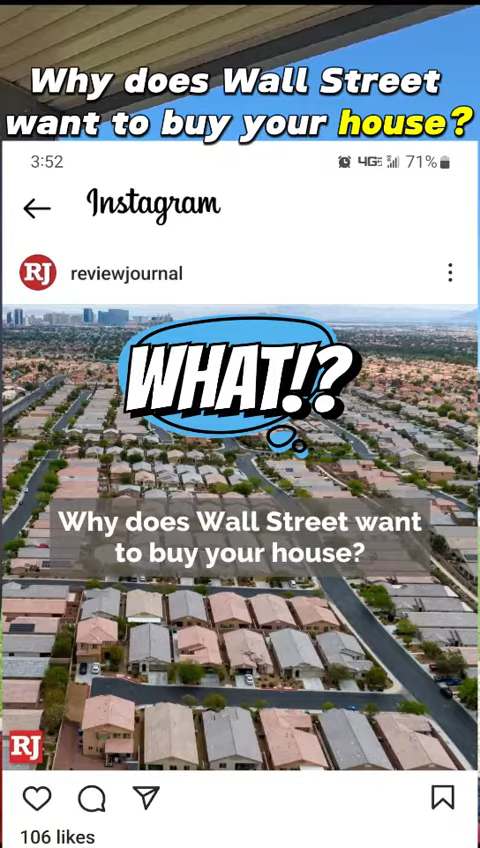 Why does Wall Street
want to buy your house?
3:52
4G 71%
Instagram
RJ
reviewjournal
WHAT!?
Why does Wall Street want
to buy your house?
RJ
106 likes